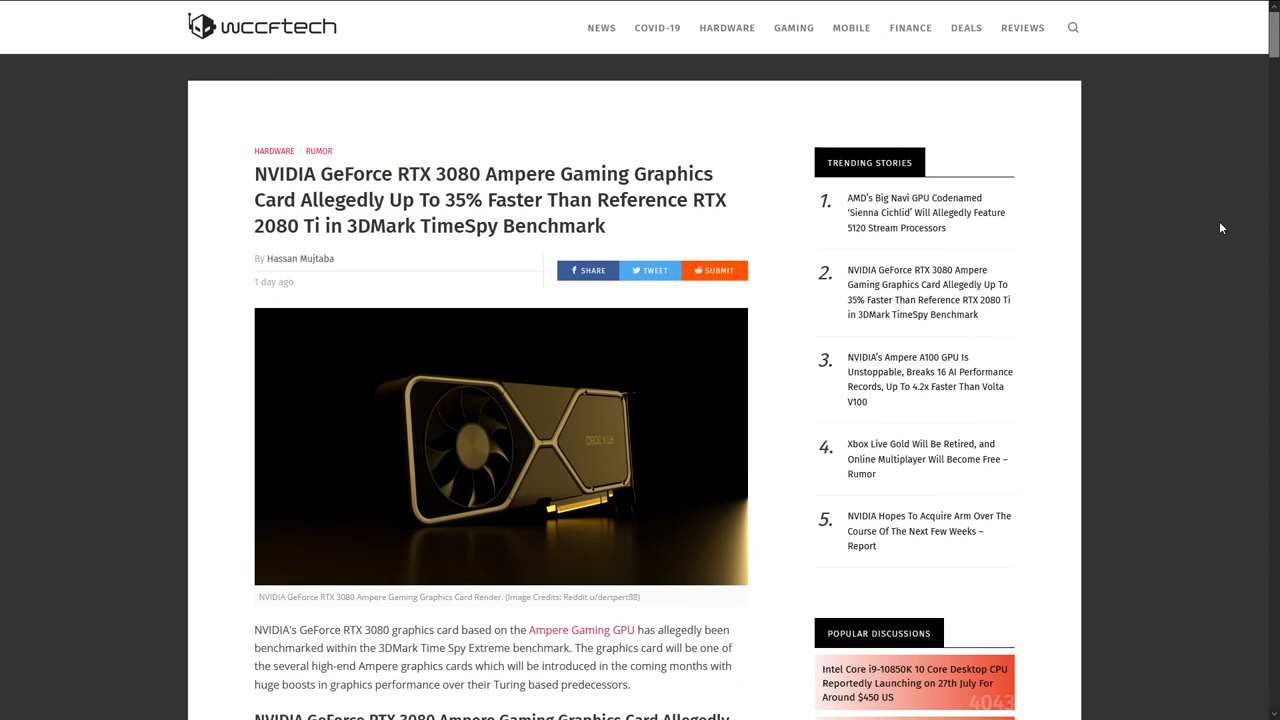 wccftech
NEWS COVID-19 HARDWARE GAMING MOBILE FINANCE DEALS REVIEWS
HARDWARE / RUMOR
NVIDIA GeForce RTX 3080 Ampere Gaming Graphics
Card Allegedly Up To 35% Faster Than Reference RTX
2080 Ti in 3DMark TimeSpy Benchmark
By Hassan Mujtaba
1 day ago
SHARE TWEET SUBMIT
NVIDIA GeForce RTX 3080 Ampere Gaming Graphics Card Render. (Image Credits: Reddit u/dertpert88)
NVIDIA's GeForce RTX 3080 graphics card based on the Ampere Gaming GPU has allegedly been
benchmarked within the 3DMark Time Spy Extreme benchmark. The graphics card will be one of
the several high-end Ampere graphics cards which will be introduced in the coming months with
huge boosts in graphics performance over their Turing based predecessors.
NVIDIA GeForce RTX 3080 Ampere Gaming Graphics Card Allegedly
TRENDING STORIES
1. AMD's Big Navi GPU Codenamed
'Sienna Cichlid' Will Allegedly Feature
5120 Stream Processors
2. NVIDIA GeForce RTX 3080 Ampere
Gaming Graphics Card Allegedly Up To
35% Faster Than Reference RTX 2080 Ti
in 3DMark TimeSpy Benchmark
3. NVIDIA's Ampere A100 GPU Is
Unstoppable, Breaks 16 AI Performance
Records, Up To 4.2x Faster Than Volta
V100
4. Xbox Live Gold Will Be Retired, and
Online Multiplayer Will Become Free –
Rumor
5. NVIDIA Hopes To Acquire Arm Over The
Course Of The Next Few Weeks –
Report
POPULAR DISCUSSIONS
Intel Core i9-10850K 10 Core Desktop CPU
Reportedly Launching on 27th July For
Around $450 US
4043